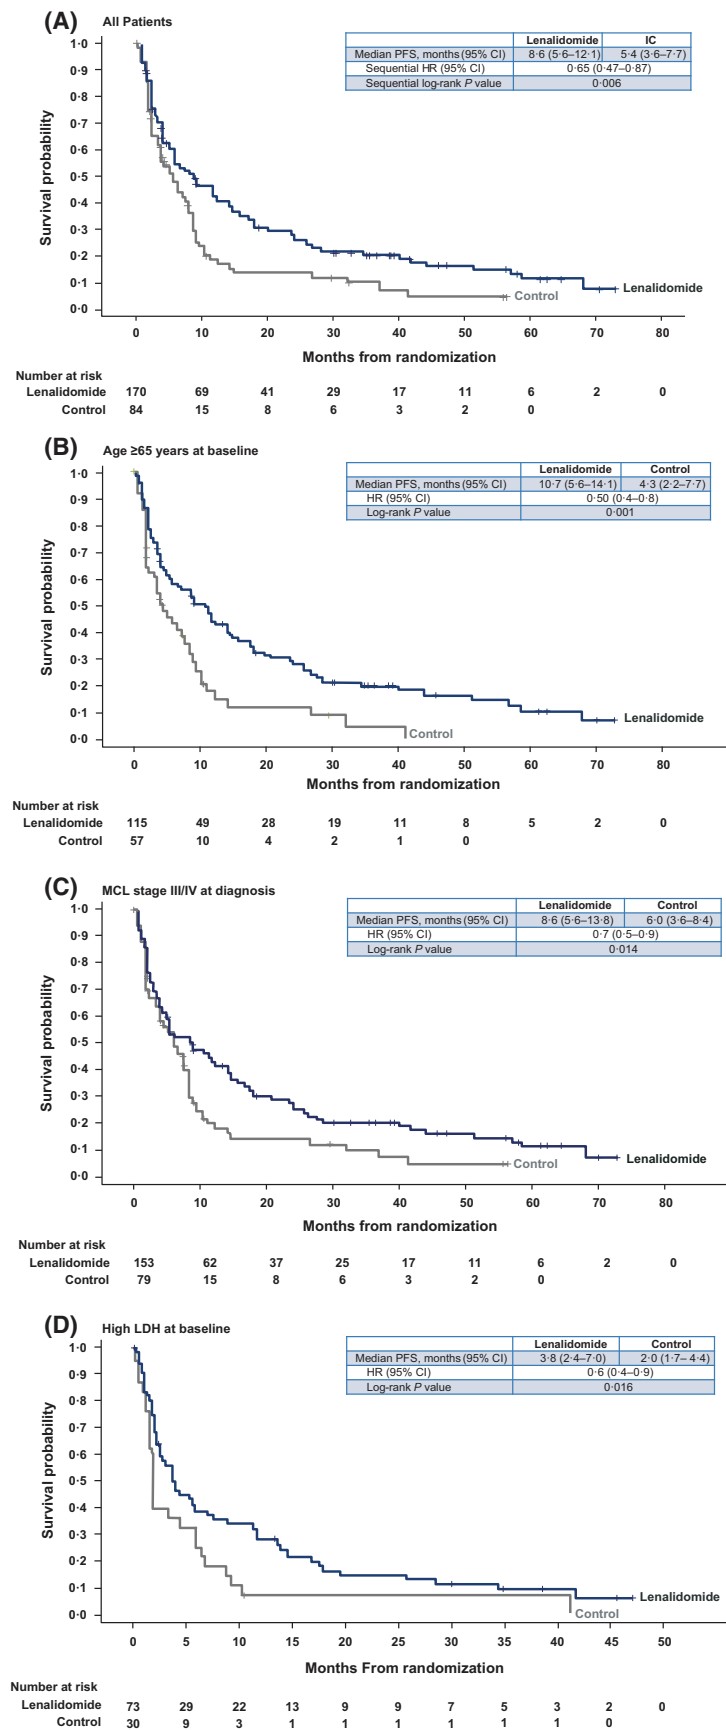 (A) All Patients
Lenalidomide IC
Median PFS, months (95% CI) 8·6 (5·6–12·1) 5·4 (3·6–7·7)
Sequential HR (95% CI) 0·65 (0·47–0·87)
Sequential log-rank P value 0·006
Survival probability
1·0
0·9
0·8
0·7
0·6
0·5
0·4
0·3
0·2
0·1
0·0
Lenalidomide
Control
0 10 20 30 40 50 60 70 80
Months from randomization
Number at risk
Lenalidomide 170 69 41 29 17 11 6 2 0
Control 84 15 8 6 3 2 0
(B) Age ≥65 years at baseline
Lenalidomide Control
Median PFS, months (95% CI) 10·7 (5·6–14·1) 4·3 (2·2–7·7)
HR (95% CI) 0·50 (0·4–0·8)
Log-rank P value 0·001
Survival probability
1·0
0·9
0·8
0·7
0·6
0·5
0·4
0·3
0·2
0·1
0·0
Lenalidomide
Control
0 10 20 30 40 50 60 70 80
Months from randomization
Number at risk
Lenalidomide 115 49 28 19 11 8 5 2 0
Control 57 10 4 2 1 0
(C) MCL stage III/IV at diagnosis
Lenalidomide Control
Median PFS, months (95% CI) 8·6 (5·6–13·8) 6·0 (3·6–8·4)
HR (95% CI) 0·7 (0·5–0·9)
Log-rank P value 0·014
Survival probability
1·0
0·9
0·8
0·7
0·6
0·5
0·4
0·3
0·2
0·1
0·0
Lenalidomide
Control
0 10 20 30 40 50 60 70 80
Months from randomization
Number at risk
Lenalidomide 153 62 37 25 17 11 6 2 0
Control 79 15 8 6 3 2 0
(D) High LDH at baseline
Lenalidomide Control
Median PFS, months (95% CI) 3·8 (2·4–7·0) 2·0 (1·7– 4·4)
HR (95% CI) 0·6 (0·4–0·9)
Log-rank P value 0·016
Survival probability
1·0
0·9
0·8
0·7
0·6
0·5
0·4
0·3
0·2
0·1
0·0
Lenalidomide
Control
0 5 10 15 20 25 30 35 40 45 50
Months From randomization
Number at risk
Lenalidomide 73 29 22 13 9 9 7 5 3 2 0
Control 30 9 3 1 1 1 1 1 1 0